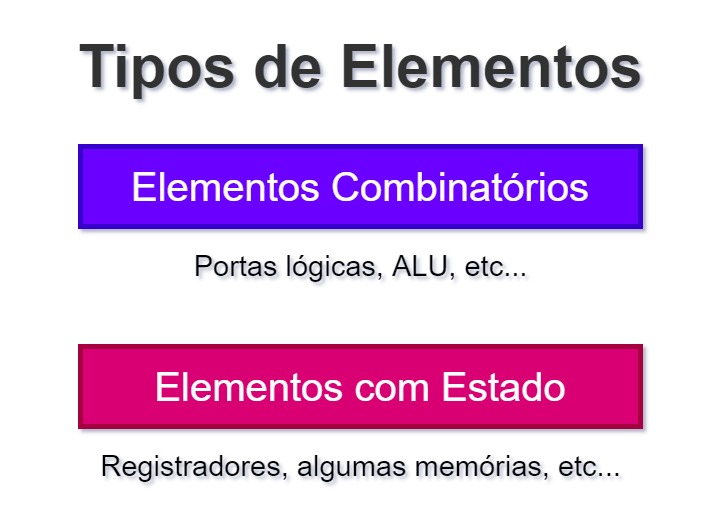 Tipos de Elementos
Elementos Combinatórios
Portas lógicas, ALU, etc...
Elementos com Estado
Registradores, algumas memórias, etc...